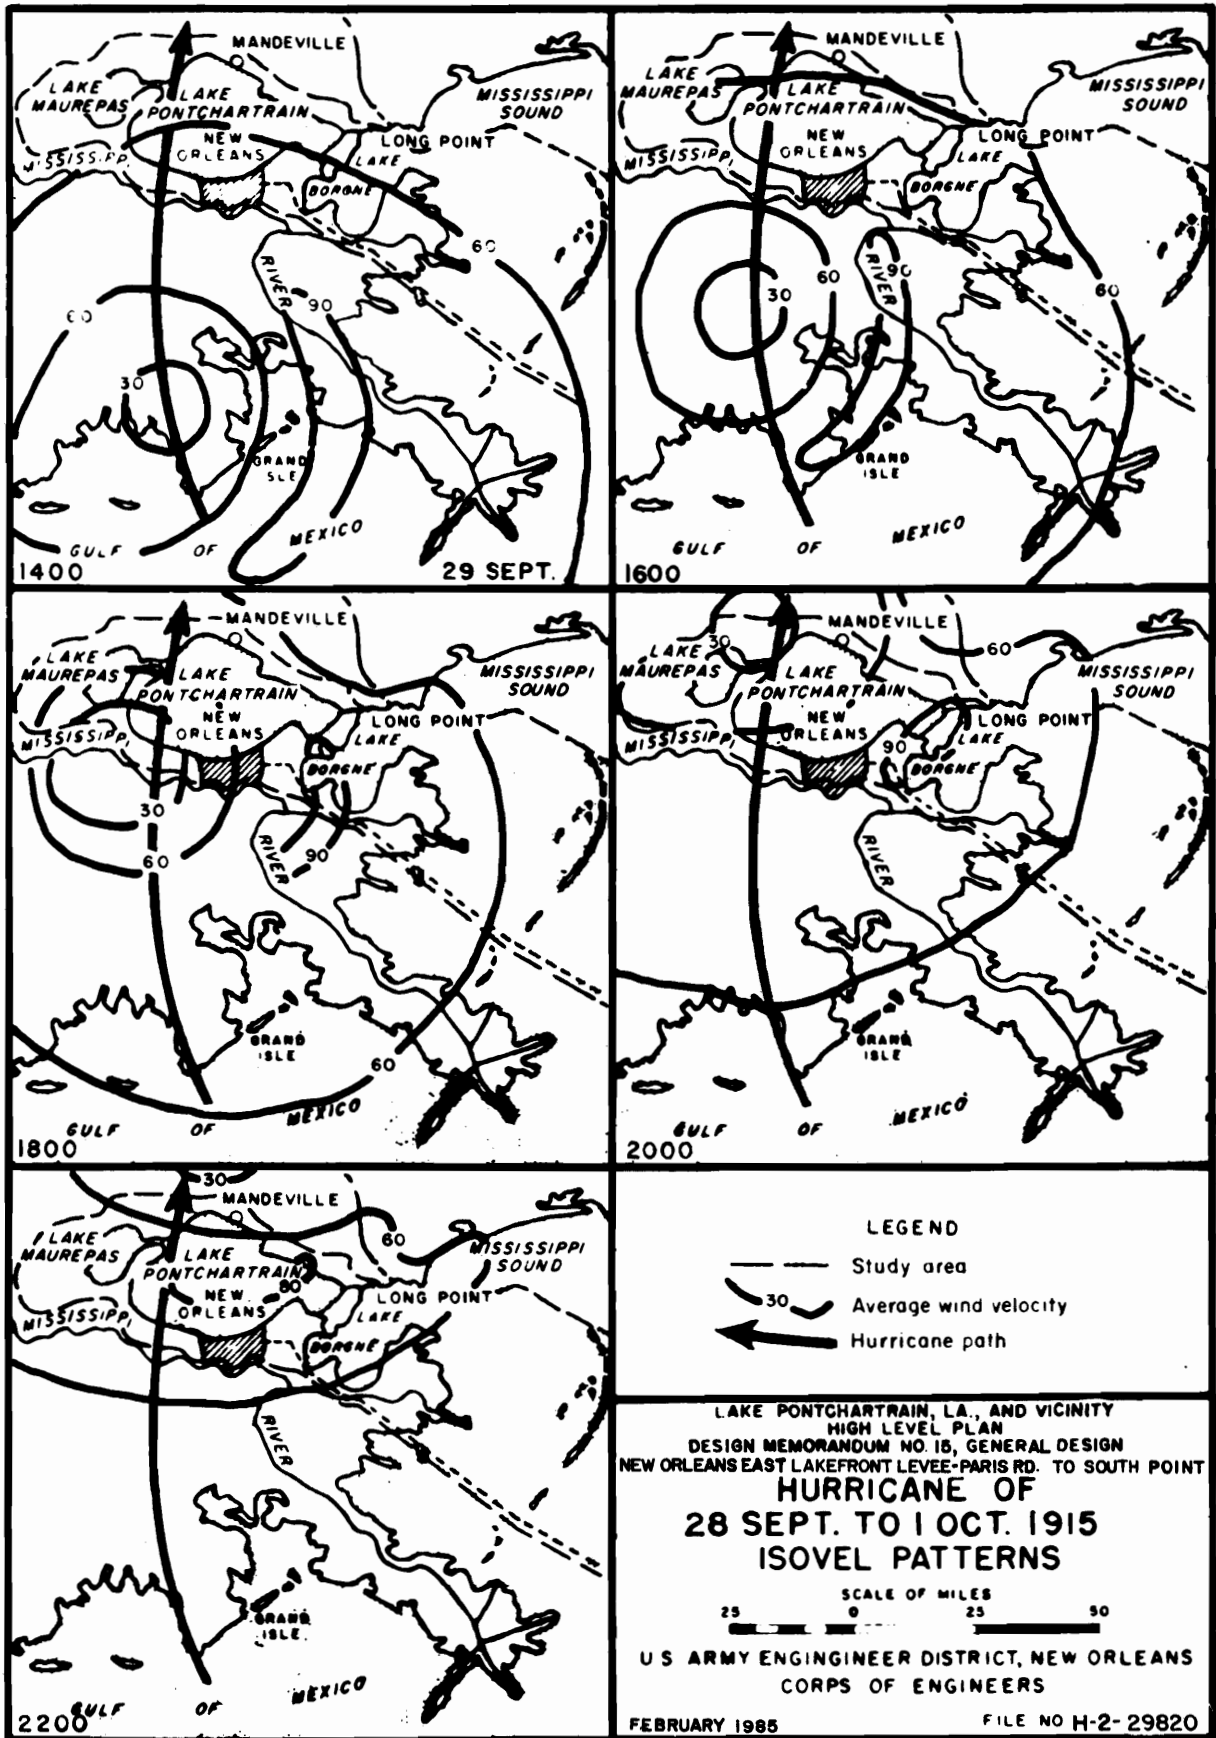 MANDEVILLE
LAKE
MAUREPAS
LAKE
PONTCHARTRAIN
MISSISSIPPI
SOUND
NEW
ORLEANS
LONG POINT
LAKE
BORGNE
MISSISSIPPI
60
RIVER
90
60
30
GRAND
ISLE
GULF OF MEXICO
1400
29 SEPT.
MANDEVILLE
LAKE
MAUREPAS
LAKE
PONTCHARTRAIN
MISSISSIPPI
SOUND
NEW
ORLEANS
LONG POINT
LAKE
BORGNE
MISSISSIPPI
RIVER
90
60
30
60
GRAND
ISLE
GULF OF MEXICO
1600
MANDEVILLE
LAKE
MAUREPAS
LAKE
PONTCHARTRAIN
MISSISSIPPI
SOUND
NEW
ORLEANS
LONG POINT
LAKE
BORGNE
MISSISSIPPI
30
60
RIVER
90
GRAND
ISLE
60
GULF OF MEXICO
1800
MANDEVILLE
30
60
LAKE
MAUREPAS
LAKE
PONTCHARTRAIN
MISSISSIPPI
SOUND
NEW
ORLEANS
LONG POINT
LAKE
90
BORGNE
MISSISSIPPI
RIVER
GRAND
ISLE
GULF OF MEXICO
2000
30
MANDEVILLE
60
LAKE
MAUREPAS
LAKE
PONTCHARTRAIN
MISSISSIPPI
SOUND
80
NEW
ORLEANS
LONG POINT
LAKE
BORGNE
MISSISSIPPI
RIVER
GRAND
ISLE
GULF OF MEXICO
2200
LEGEND
Study area
30 Average wind velocity
Hurricane path
LAKE PONTCHARTRAIN, LA., AND VICINITY
HIGH LEVEL PLAN
DESIGN MEMORANDUM NO. 15, GENERAL DESIGN
NEW ORLEANS EAST LAKEFRONT LEVEE-PARIS RD. TO SOUTH POINT
HURRICANE OF
28 SEPT. TO 1 OCT. 1915
ISOVEL PATTERNS
SCALE OF MILES
25 0 25 50
U S ARMY ENGINGINEER DISTRICT, NEW ORLEANS
CORPS OF ENGINEERS
FEBRUARY 1985
FILE NO H-2-29820